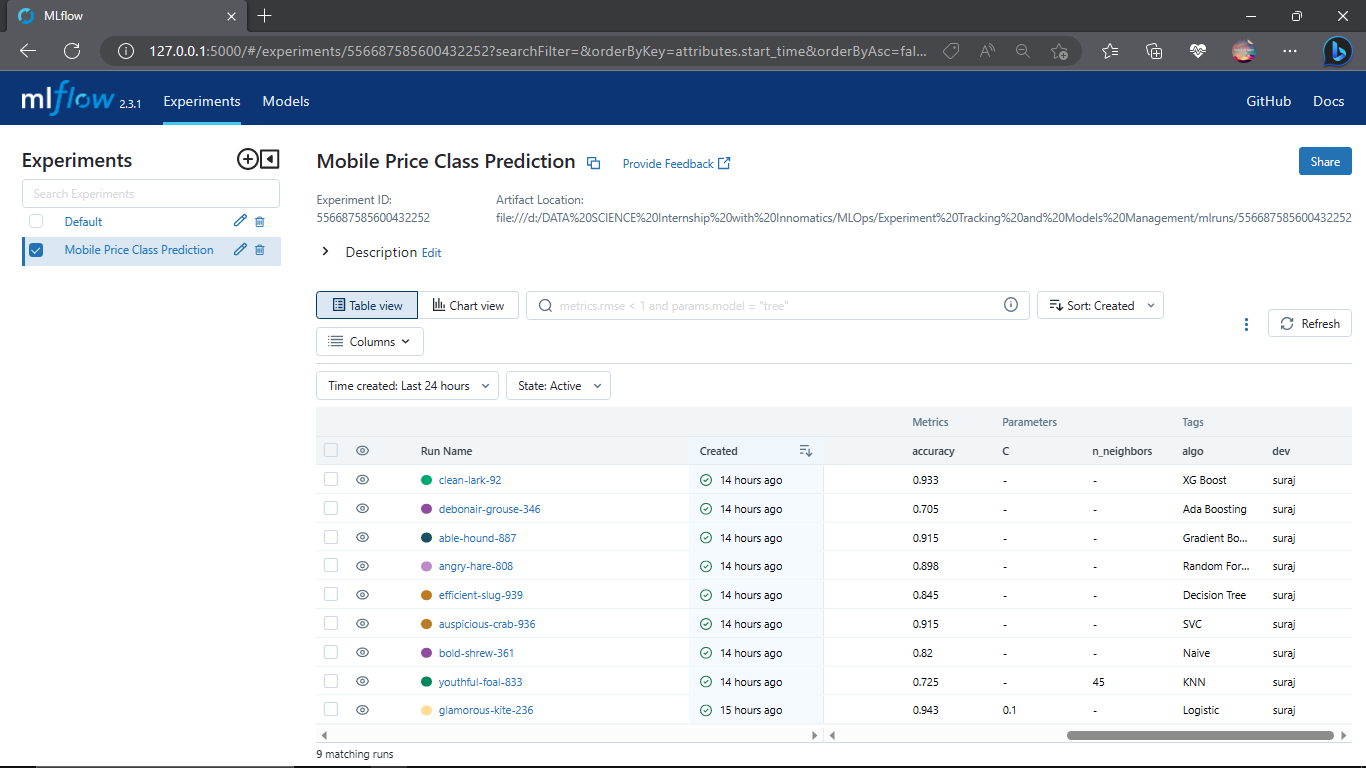 MLflow
127.0.0.1:5000/#/experiments/556687585600432252?searchFilter=&orderByKey=attributes.start_time&orderByAsc=fal...
mlflow 2.3.1 Experiments Models GitHub Docs
Experiments
Search Experiments
Default
Mobile Price Class Prediction
Mobile Price Class Prediction Provide Feedback Share
Experiment ID: Artifact Location:
556687585600432252 file:///d:/DATA%20SCIENCE%20Internship%20with%20Innomatics/MLOps/Experiment%20Tracking%20and%20Models%20Management/mlruns/556687585600432252
Description Edit
Table view Chart view metrics.rmse < 1 and params.model = "tree" Sort: Created
Refresh
Columns
Time created: Last 24 hours State: Active
Metrics Parameters Tags
Run Name Created accuracy C n_neighbors algo dev
clean-lark-92 14 hours ago 0.933 - - XG Boost suraj
debonair-grouse-346 14 hours ago 0.705 - - Ada Boosting suraj
able-hound-887 14 hours ago 0.915 - - Gradient Bo... suraj
angry-hare-808 14 hours ago 0.898 - - Random For... suraj
efficient-slug-939 14 hours ago 0.845 - - Decision Tree suraj
auspicious-crab-936 14 hours ago 0.915 - - SVC suraj
bold-shrew-361 14 hours ago 0.82 - - Naive suraj
youthful-foal-833 14 hours ago 0.725 - 45 KNN suraj
glamorous-kite-236 15 hours ago 0.943 0.1 - Logistic suraj
9 matching runs